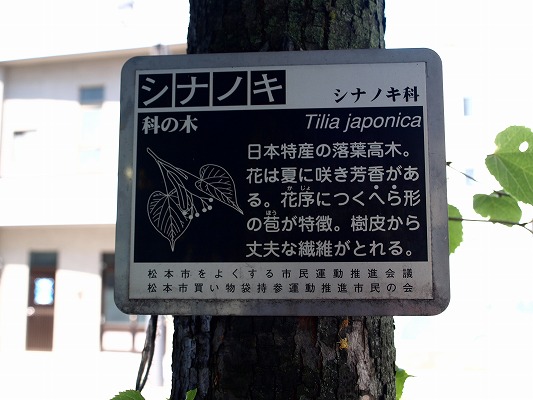 シナノキ
シナノキ科
科の木
Tilia japonica
日本特産の落葉高木。
花は夏に咲き芳香があ
る。花序につくへら形
の苞が特徴。樹皮から
丈夫な繊維がとれる。
松本市をよくする市民運動推進会議
松本市買い物袋持参運動推進市民の会